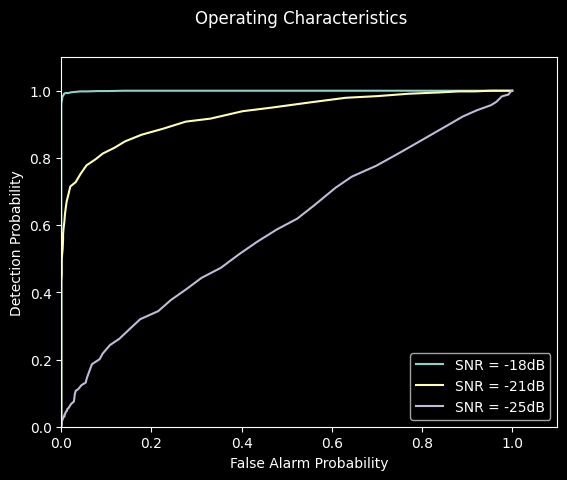 Operating Characteristics
Detection Probability
1.0
0.8
0.6
0.4
0.2
0.0
SNR = -18dB
SNR = -21dB
SNR = -25dB
0.0 0.2 0.4 0.6 0.8 1.0
False Alarm Probability